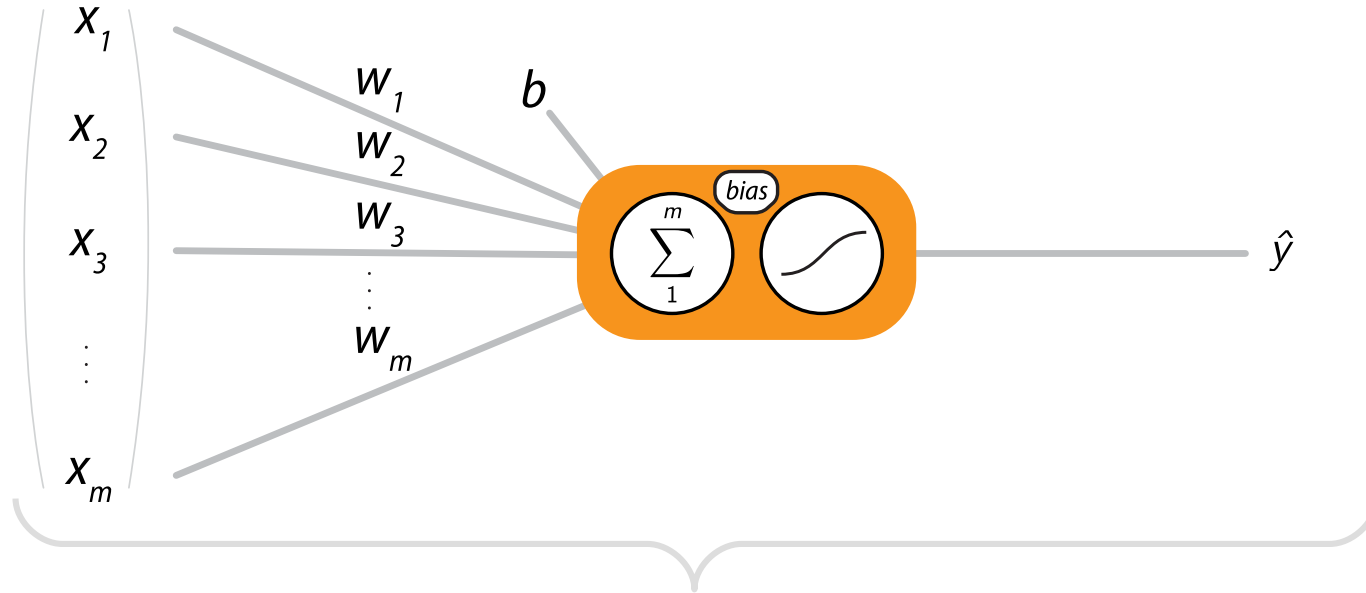 x₁
w₁
b
x₂
w₂
bias
w₃
m
x₃
∑
ŷ
⋮
1
wₘ
⋮
xₘ